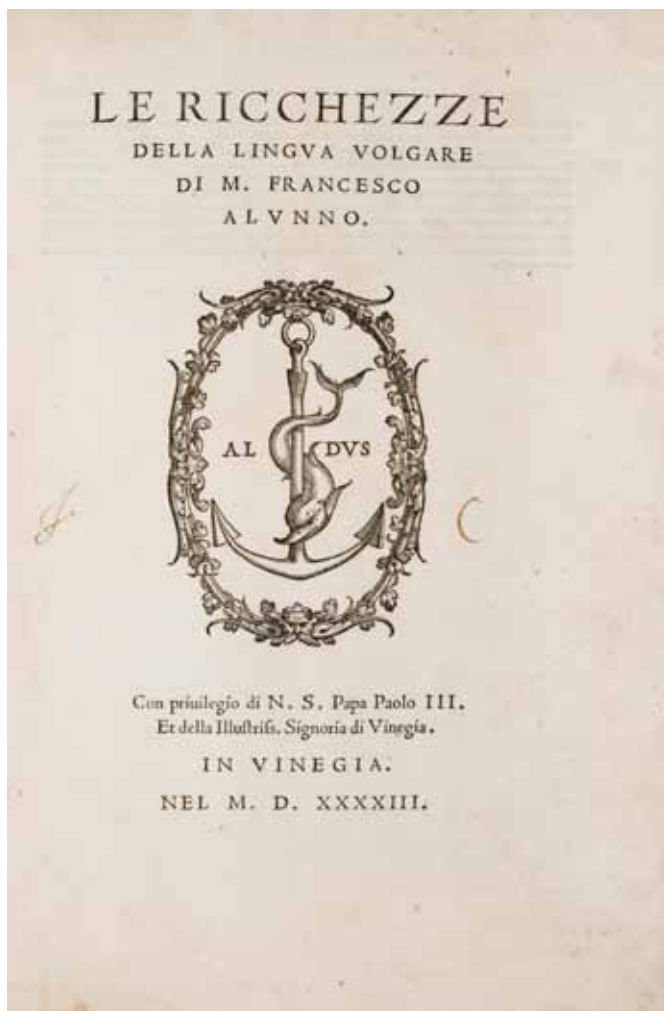 LE RICCHEZZE
DELLA LINGVA VOLGARE
DI M. FRANCESCO
ALVNNO.
AL DVS
Con priuilegio di N. S. Papa Paolo III.
Et della Illuſtriſs. Signoria di Vinegia.
IN VINEGIA.
NEL M. D. XXXXIII.